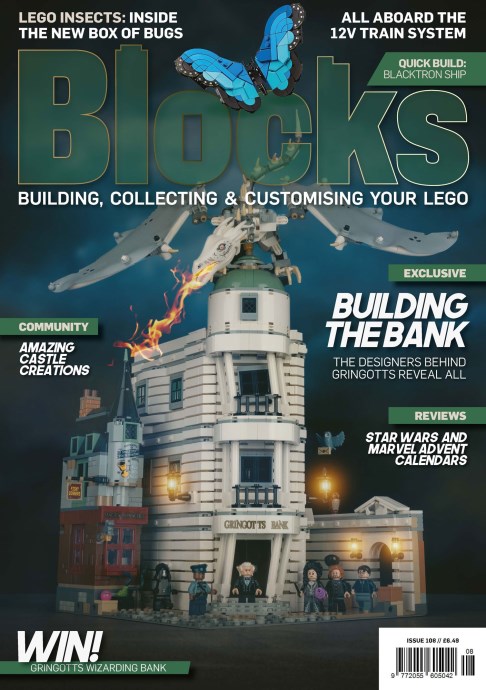 LEGO INSECTS: INSIDE
THE NEW BOX OF BUGS
ALL ABOARD THE
12V TRAIN SYSTEM
QUICK BUILD:
BLACKTRON SHIP
Blocks
BUILDING, COLLECTING & CUSTOMISING YOUR LEGO
EXCLUSIVE
BUILDING
THE BANK
THE DESIGNERS BEHIND
GRINGOTTS REVEAL ALL
COMMUNITY
AMAZING
CASTLE
CREATIONS
REVIEWS
STAR WARS AND
MARVEL ADVENT
CALENDARS
GRINGOTTS BANK
WIN!
GRINGOTTS WIZARDING BANK
ISSUE 108 // £6.49
08
9 772055 605042